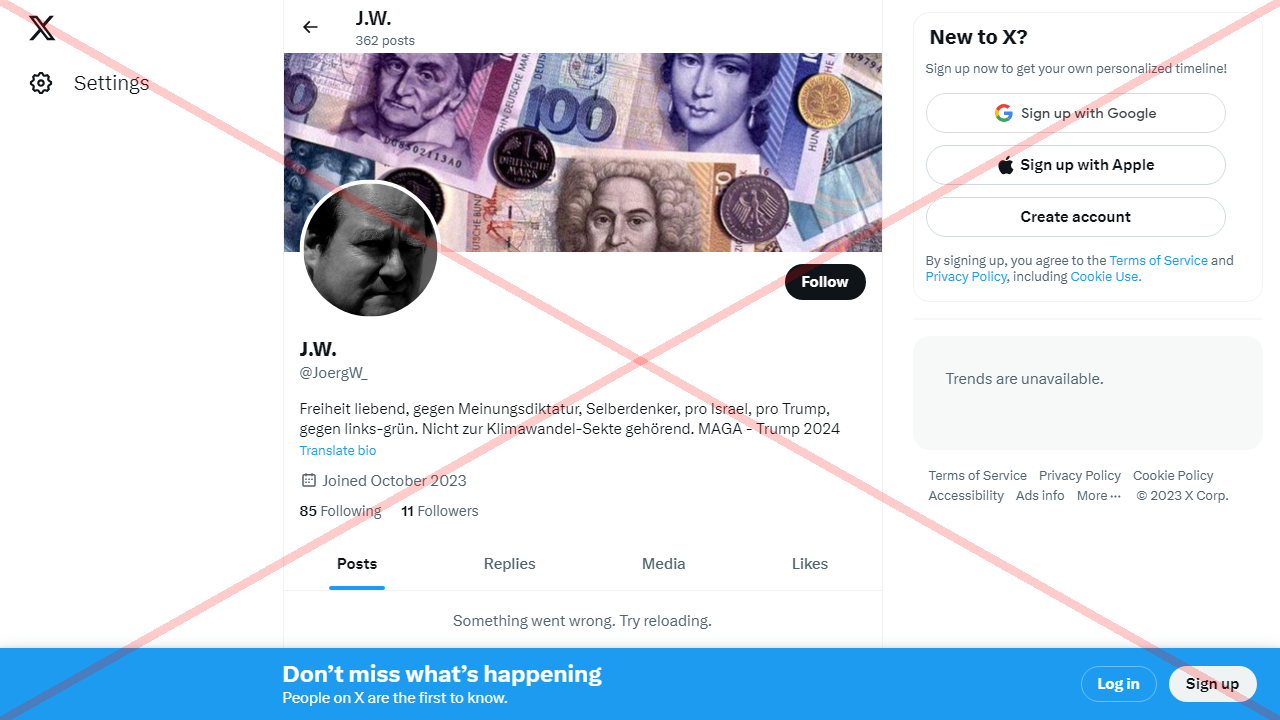 J.W.
362 posts
Settings
100
DG8502113A0
1
DEUTSCHE
MARK
J.W.
@JoergW_
Freiheit liebend, gegen Meinungsdiktatur, Selberdenker, pro Israel, pro Trump,
gegen links-grün. Nicht zur Klimawandel-Sekte gehörend. MAGA - Trump 2024
Translate bio
Joined October 2023
85 Following 11 Followers
Follow
Posts Replies Media Likes
Something went wrong. Try reloading.
New to X?
Sign up now to get your own personalized timeline!
Sign up with Google
Sign up with Apple
Create account
By signing up, you agree to the Terms of Service and
Privacy Policy, including Cookie Use.
Trends are unavailable.
Terms of Service Privacy Policy Cookie Policy
Accessibility Ads info More ··· © 2023 X Corp.
Don’t miss what’s happening
People on X are the first to know.
Log in Sign up